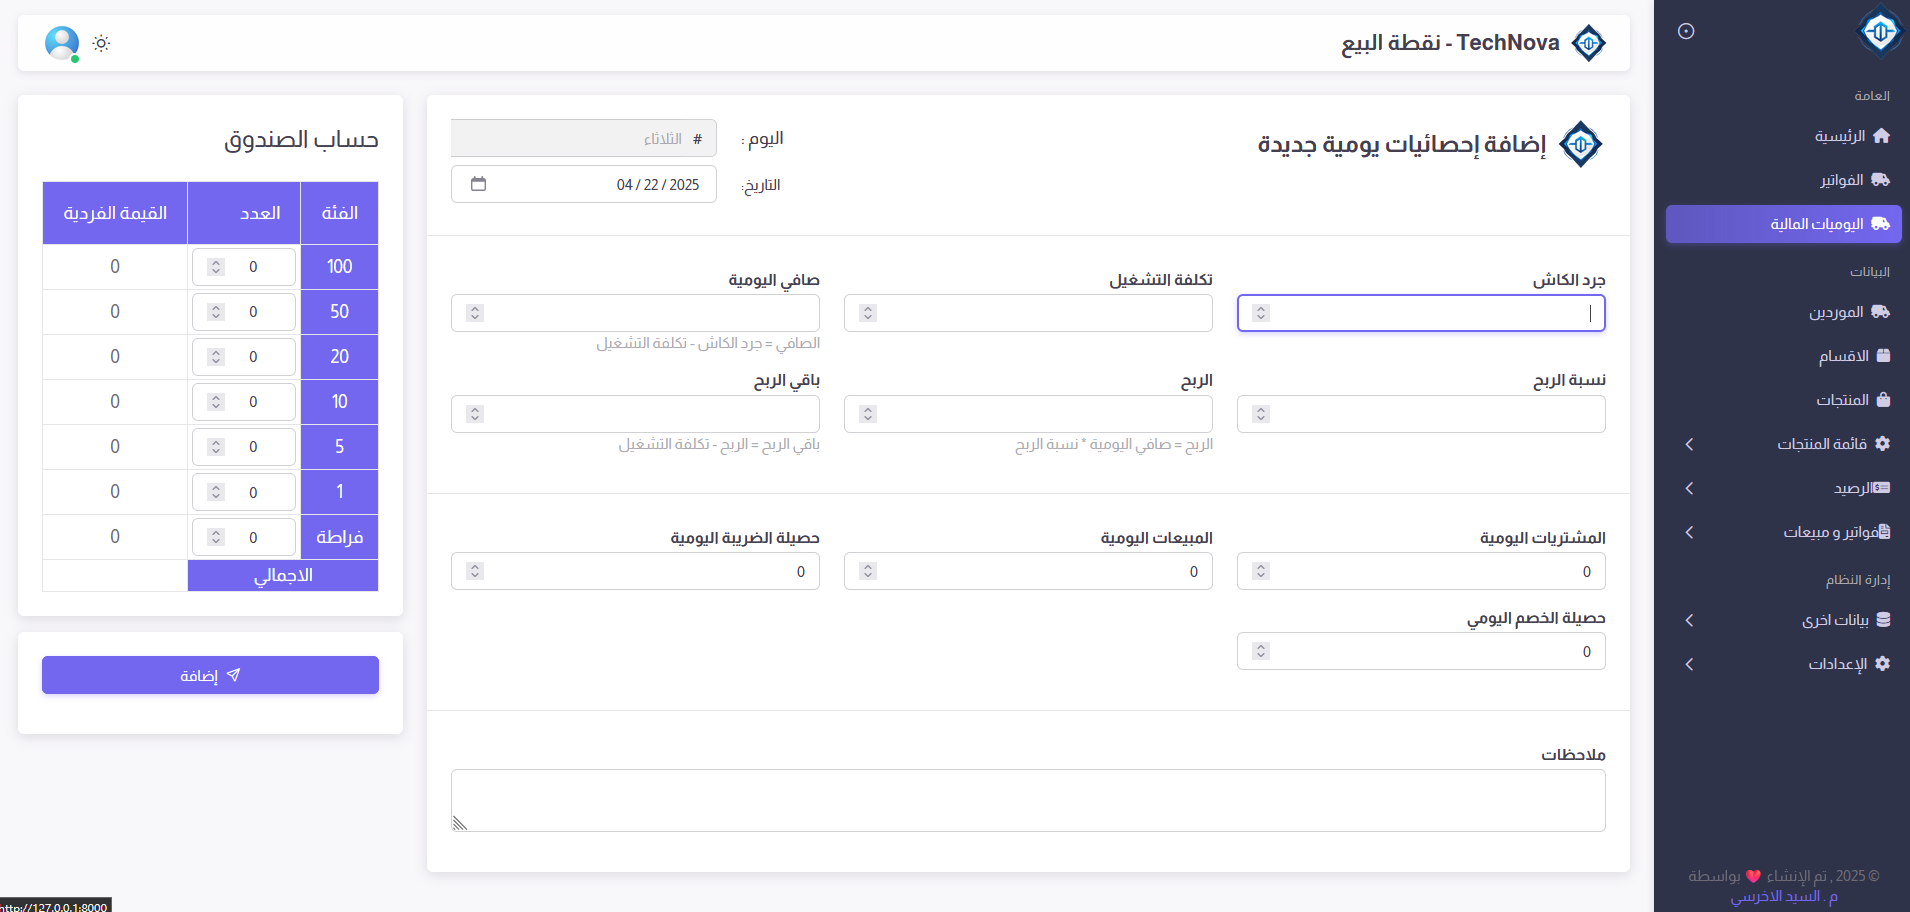 العامة
الرئيسية
الفواتير
اليوميات المالية
البيانات
الموردين
الاقسام
المنتجات
قائمة المنتجات
الرصيد
فواتير و مبيعات
إدارة النظام
بيانات اخرى
الإعدادات
© 2025 , تم الإنشاء ❤️ بواسطة
م . السيد الاخرسي
TechNova - نقطة البيع
إضافة إحصائيات يومية جديدة
اليوم :
# الثلاثاء
التاريخ:
04 / 22 / 2025
جرد الكاش
تكلفة التشغيل
صافي اليومية
الصافي = جرد الكاش - تكلفة التشغيل
نسبة الربح
الربح
باقي الربح
الربح = صافي اليومية * نسبة الربح
باقي الربح = الربح - تكلفة التشغيل
المشتريات اليومية
المبيعات اليومية
حصيلة الضريبة اليومية
0
0
0
حصيلة الخصم اليومي
0
ملاحظات
حساب الصندوق
الفئة العدد القيمة الفردية
100 0 0
50 0 0
20 0 0
10 0 0
5 0 0
1 0 0
فراطة 0 0
الاجمالي
إضافة
http://127.0.0.1:8000